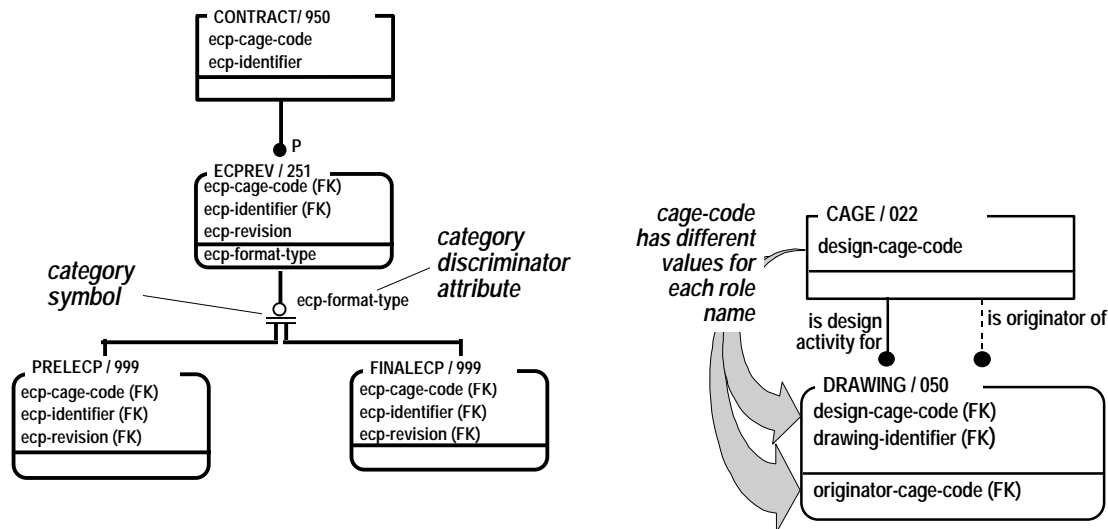 CONTRACT/ 950
ecp-cage-code
ecp-identifier
P
ECPREV / 251
ecp-cage-code (FK)
ecp-identifier (FK)
ecp-revision
ecp-format-type
category
symbol
ecp-format-type
category
discriminator
attribute
PRELECP / 999
ecp-cage-code (FK)
ecp-identifier (FK)
ecp-revision (FK)
FINALECP / 999
ecp-cage-code (FK)
ecp-identifier (FK)
ecp-revision (FK)
cage-code
has different
values for
each role
name
CAGE / 022
design-cage-code
is design
activity for
is originator of
DRAWING / 050
design-cage-code (FK)
drawing-identifier (FK)
originator-cage-code (FK)